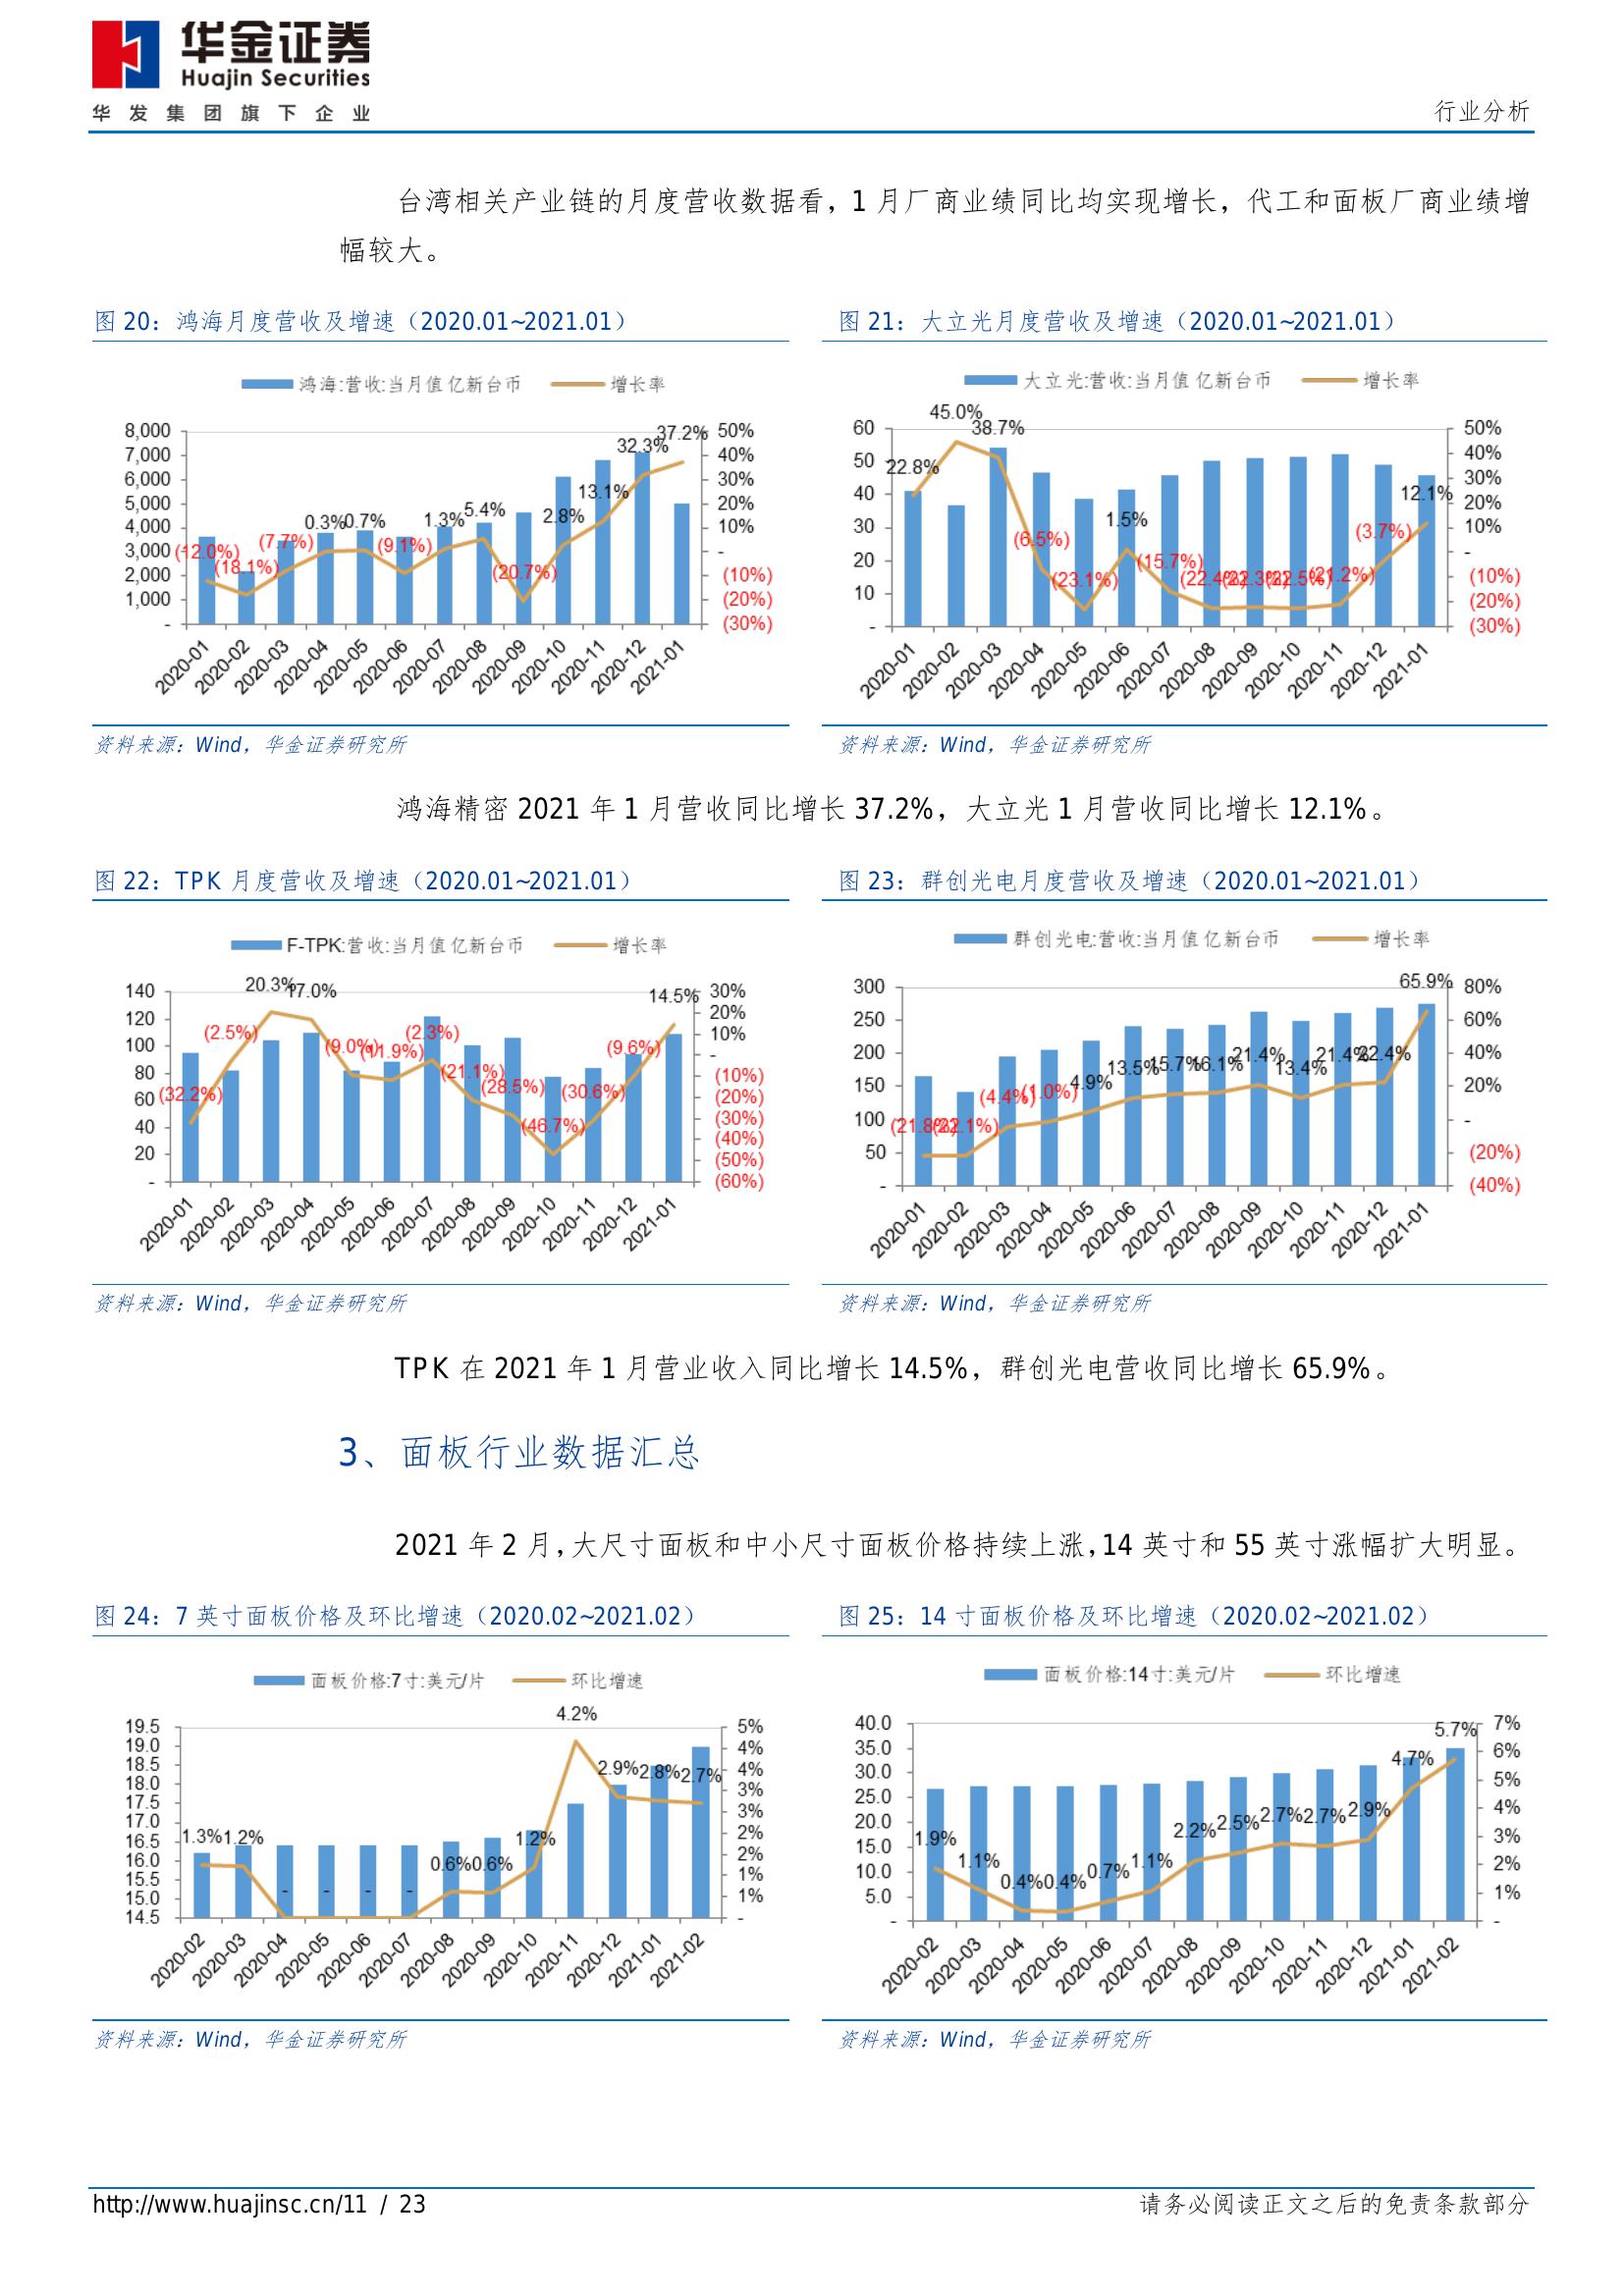 华金证券
Huajin Securities
华发集团旗下企业
行业分析
台湾相关产业链的月度营收数据看，1 月厂商业绩同比均实现增长，代工和面板厂商业绩增
幅较大。
图 20：鸿海月度营收及增速（2020.01~2021.01）
鸿海:营收:当月值 亿新台币 增长率
8,000
7,000
6,000
5,000
4,000
3,000
2,000
1,000
-
50%
40%
30%
20%
10%
-
(10%)
(20%)
(30%)
(12.0%) (18.1%) (7.7%) 0.3% 0.7% (9.1%) 1.3% 5.4% (20.7%) 2.8% 13.1% 32.3% 37.2%
2020-01 2020-02 2020-03 2020-04 2020-05 2020-06 2020-07 2020-08 2020-09 2020-10 2020-11 2020-12 2021-01
资料来源：Wind，华金证券研究所
图 21：大立光月度营收及增速（2020.01~2021.01）
大立光:营收:当月值 亿新台币 增长率
60
50
40
30
20
10
-
50%
40%
30%
20%
10%
-
(10%)
(20%)
(30%)
22.8% 45.0% 38.7% (6.5%) (23.1%) 1.5% (15.7%) (22.4%) (22.3%) (22.5%) (21.2%) (3.7%) 12.1%
2020-01 2020-02 2020-03 2020-04 2020-05 2020-06 2020-07 2020-08 2020-09 2020-10 2020-11 2020-12 2021-01
资料来源：Wind，华金证券研究所
鸿海精密 2021 年 1 月营收同比增长 37.2%，大立光 1 月营收同比增长 12.1%。
图 22：TPK 月度营收及增速（2020.01~2021.01）
F-TPK:营收:当月值 亿新台币 增长率
140
120
100
80
60
40
20
-
30%
20%
10%
-
(10%)
(20%)
(30%)
(40%)
(50%)
(60%)
(32.2%) (2.5%) 20.3% 17.0% (9.0%) (11.9%) (2.3%) (21.1%) (28.5%) (46.7%) (30.6%) (9.6%) 14.5%
2020-01 2020-02 2020-03 2020-04 2020-05 2020-06 2020-07 2020-08 2020-09 2020-10 2020-11 2020-12 2021-01
资料来源：Wind，华金证券研究所
图 23：群创光电月度营收及增速（2020.01~2021.01）
群创光电:营收:当月值 亿新台币 增长率
300
250
200
150
100
50
-
80%
60%
40%
20%
-
(20%)
(40%)
(21.8%) (22.1%) (4.4%) (1.0%) 4.9% 13.5% 15.7% 16.1% 21.4% 13.4% 21.4% 22.4% 65.9%
2020-01 2020-02 2020-03 2020-04 2020-05 2020-06 2020-07 2020-08 2020-09 2020-10 2020-11 2020-12 2021-01
资料来源：Wind，华金证券研究所
TPK 在 2021 年 1 月营业收入同比增长 14.5%，群创光电营收同比增长 65.9%。
3、面板行业数据汇总
2021 年 2 月，大尺寸面板和中小尺寸面板价格持续上涨，14 英寸和 55 英寸涨幅扩大明显。
图 24：7 英寸面板价格及环比增速（2020.02~2021.02）
面板价格:7寸:美元/片 环比增速
19.5
19.0
18.5
18.0
17.5
17.0
16.5
16.0
15.5
15.0
14.5
5%
4%
4%
3%
3%
2%
2%
1%
1%
-
1.3% 1.2% - - - - 0.6% 0.6% 1.2% 4.2% 2.9% 2.8% 2.7%
2020-02 2020-03 2020-04 2020-05 2020-06 2020-07 2020-08 2020-09 2020-10 2020-11 2020-12 2021-01 2021-02
资料来源：Wind，华金证券研究所
图 25：14 寸面板价格及环比增速（2020.02~2021.02）
面板价格:14寸:美元/片 环比增速
40.0
35.0
30.0
25.0
20.0
15.0
10.0
5.0
-
7%
6%
5%
4%
3%
2%
1%
-
1.9% 1.1% 0.4% 0.4% 0.7% 1.1% 2.2% 2.5% 2.7% 2.7% 2.9% 4.7% 5.7%
2020-02 2020-03 2020-04 2020-05 2020-06 2020-07 2020-08 2020-09 2020-10 2020-11 2020-12 2021-01 2021-02
资料来源：Wind，华金证券研究所
http://www.huajinsc.cn/11 / 23
请务必阅读正文之后的免责条款部分